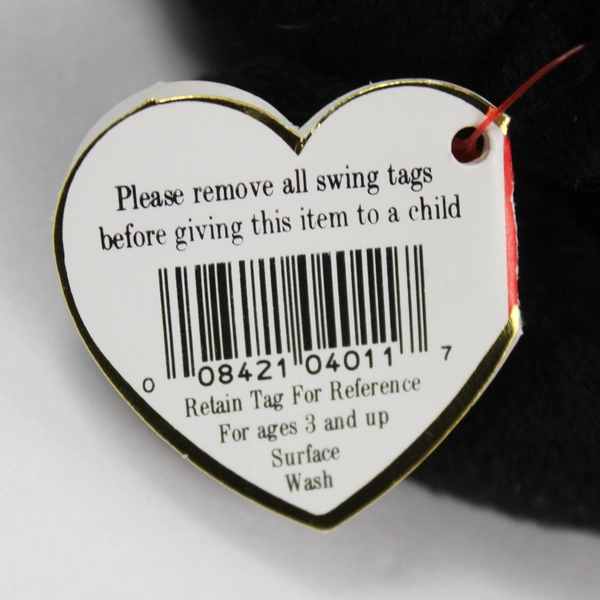 Please remove all swing tags
before giving this item to a child
0 08421 04011 7
Retain Tag For Reference
For ages 3 and up
Surface
Wash